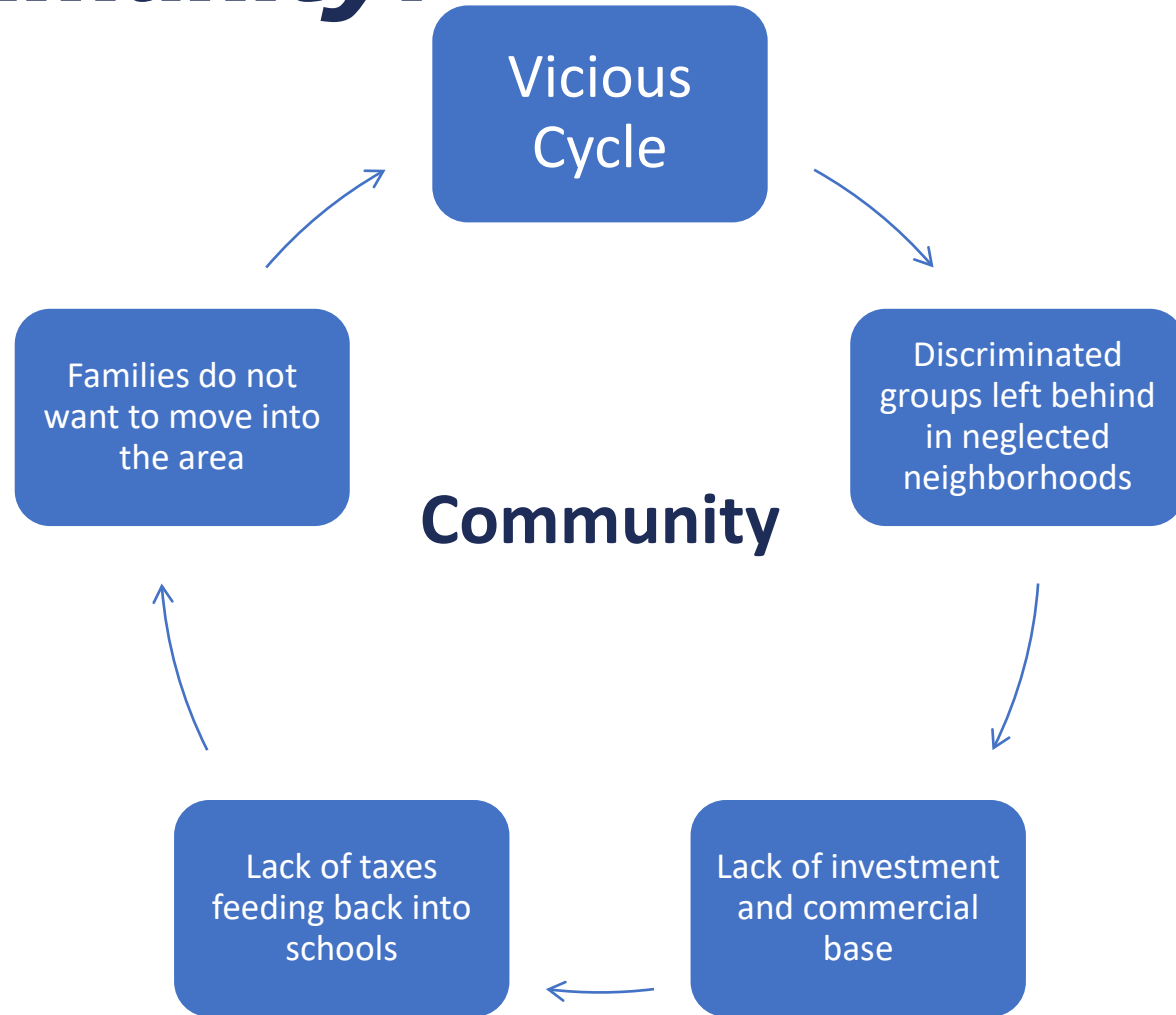 Vicious
Cycle
Discriminated
groups left behind
in neglected
neighborhoods
Lack of investment
and commercial
base
Lack of taxes
feeding back into
schools
Families do not
want to move into
the area
Community